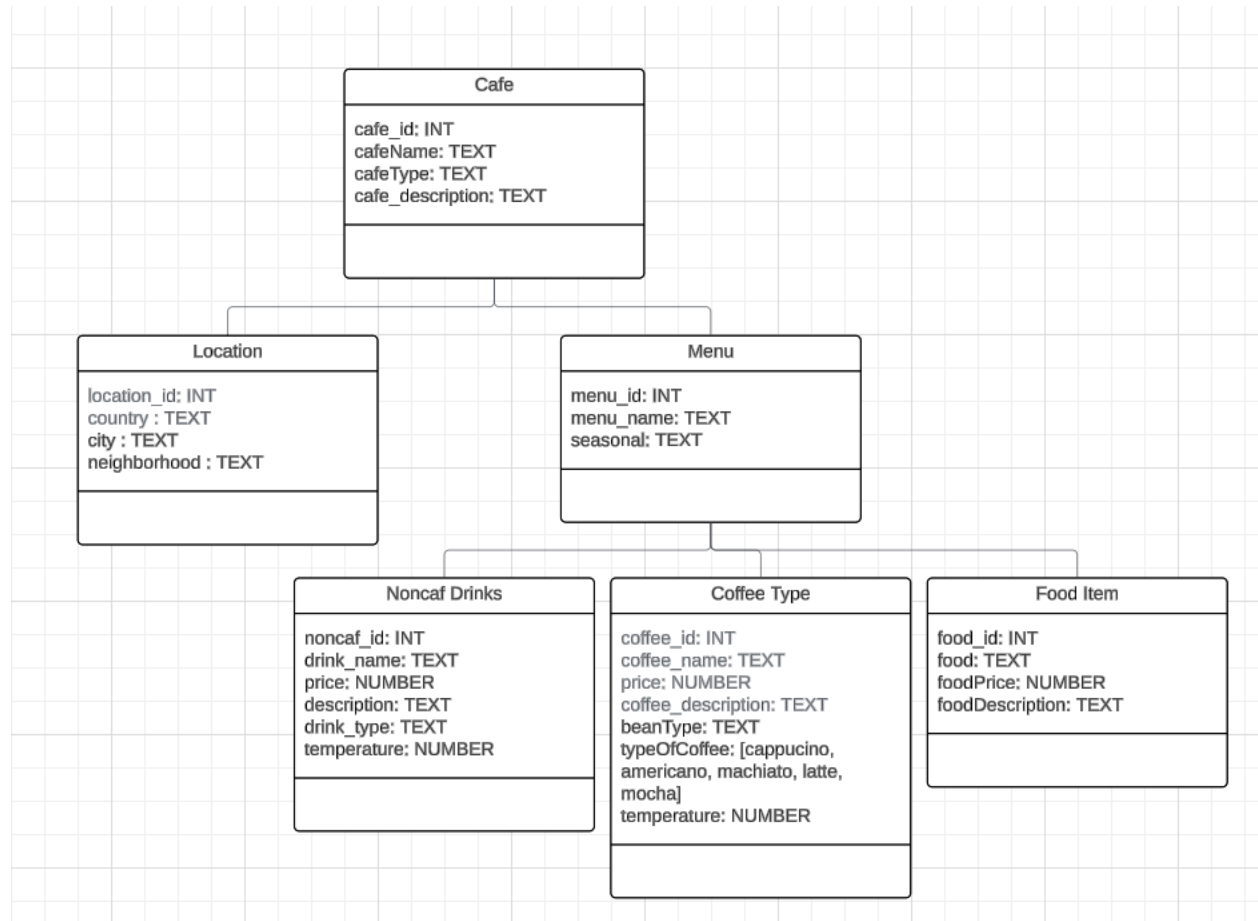 Cafe
cafe_id: INT
cafeName: TEXT
cafeType: TEXT
cafe_description: TEXT
Location
location_id: INT
country : TEXT
city : TEXT
neighborhood : TEXT
Menu
menu_id: INT
menu_name: TEXT
seasonal: TEXT
Noncaf Drinks
noncaf_id: INT
drink_name: TEXT
price: NUMBER
description: TEXT
drink_type: TEXT
temperature: NUMBER
Coffee Type
coffee_id: INT
coffee_name: TEXT
price: NUMBER
coffee_description: TEXT
beanType: TEXT
typeOfCoffee: [cappucino,
americano, machiato, latte,
mocha]
temperature: NUMBER
Food Item
food_id: INT
food: TEXT
foodPrice: NUMBER
foodDescription: TEXT